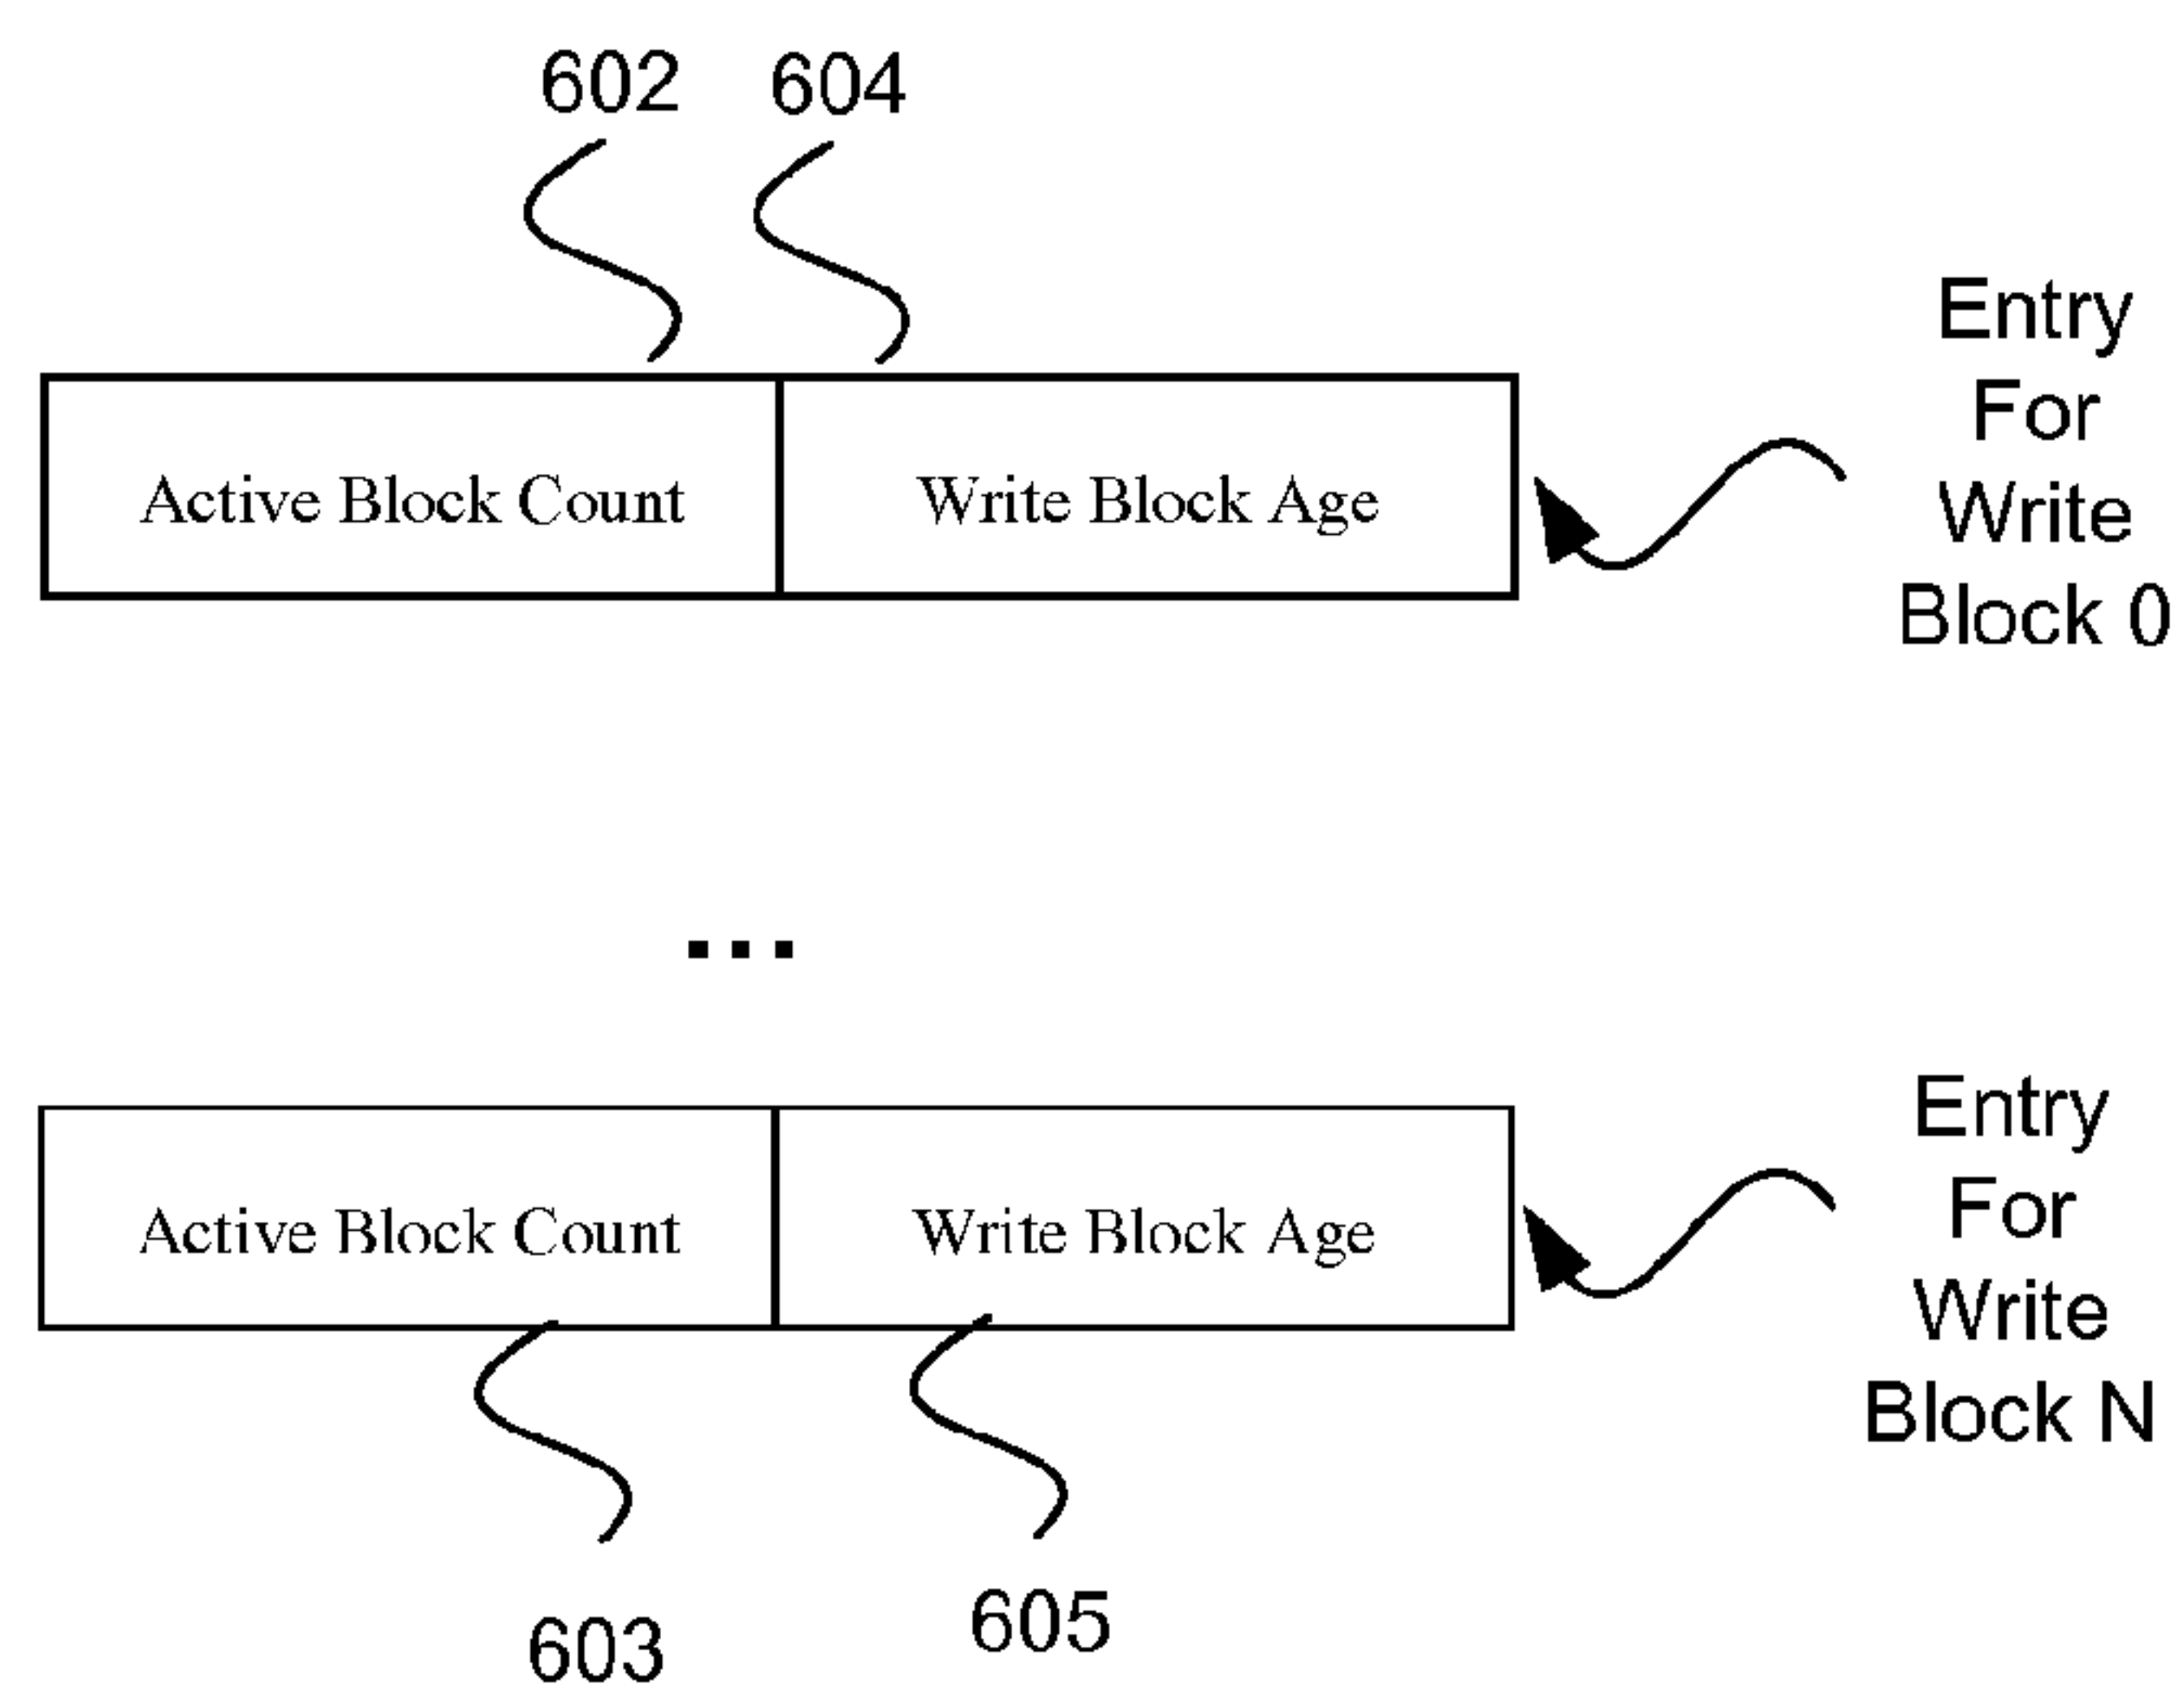 602 604
Entry
For
Write
Block 0
Active Block Count Write Block Age
...
Entry
For
Write
Block N
Active Block Count Write Block Age
603 605